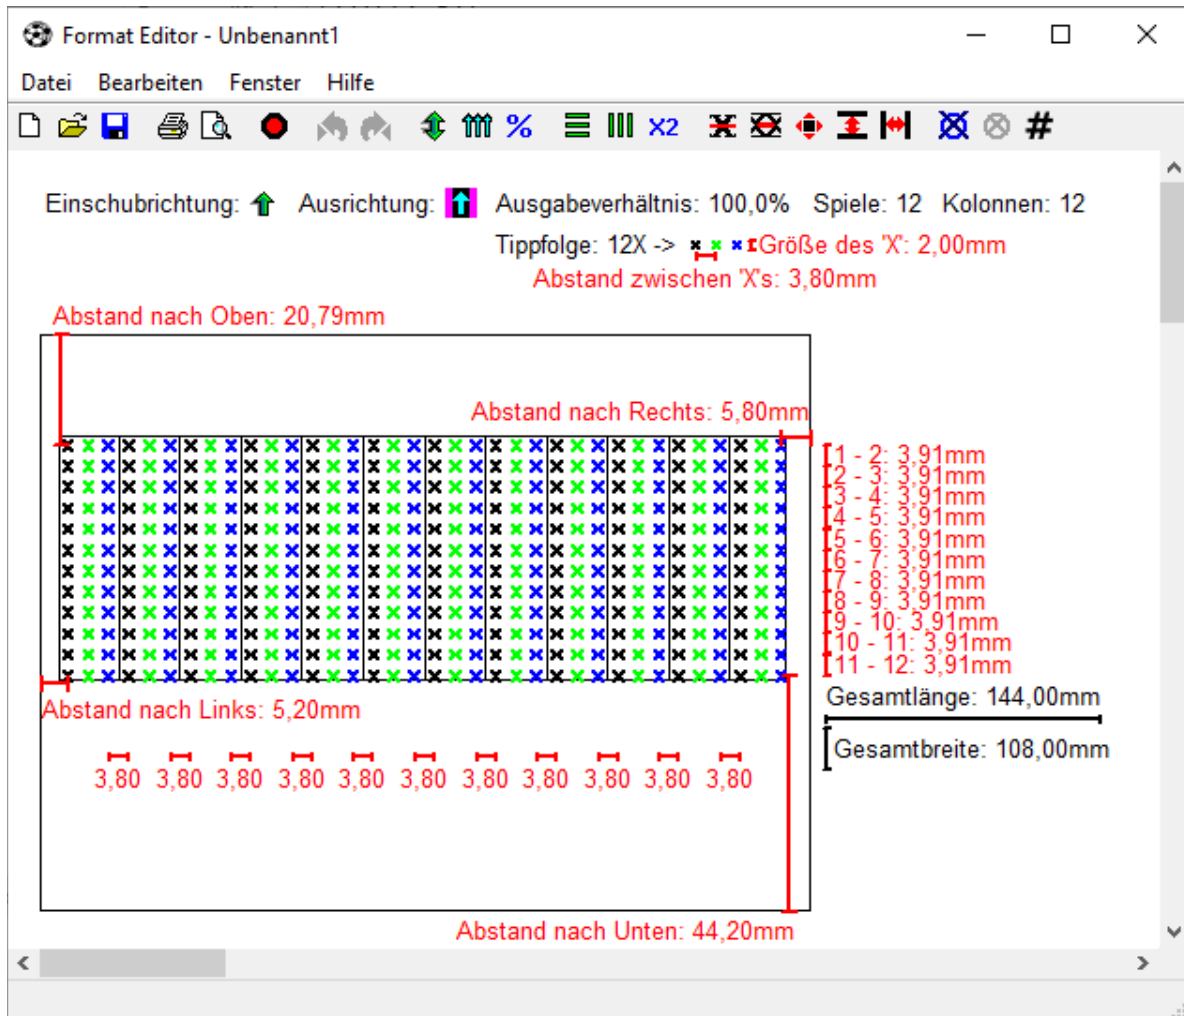 Format Editor - Unbenannt1
Datei Bearbeiten Fenster Hilfe
% X2 #
Einschubrichtung: Ausrichtung: Ausgabeverhältnis: 100,0% Spiele: 12 Kolonnen: 12
Tippfolge: 12X -> Größe des 'X': 2,00mm
Abstand zwischen 'X's: 3,80mm
Abstand nach Oben: 20,79mm
Abstand nach Rechts: 5,80mm
1 - 2: 3,91mm
2 - 3: 3,91mm
3 - 4: 3,91mm
4 - 5: 3,91mm
5 - 6: 3,91mm
6 - 7: 3,91mm
7 - 8: 3,91mm
8 - 9: 3,91mm
9 - 10: 3,91mm
10 - 11: 3,91mm
11 - 12: 3,91mm
Gesamtlänge: 144,00mm
Abstand nach Links: 5,20mm
Gesamtbreite: 108,00mm
3,80 3,80 3,80 3,80 3,80 3,80 3,80 3,80 3,80 3,80 3,80
Abstand nach Unten: 44,20mm